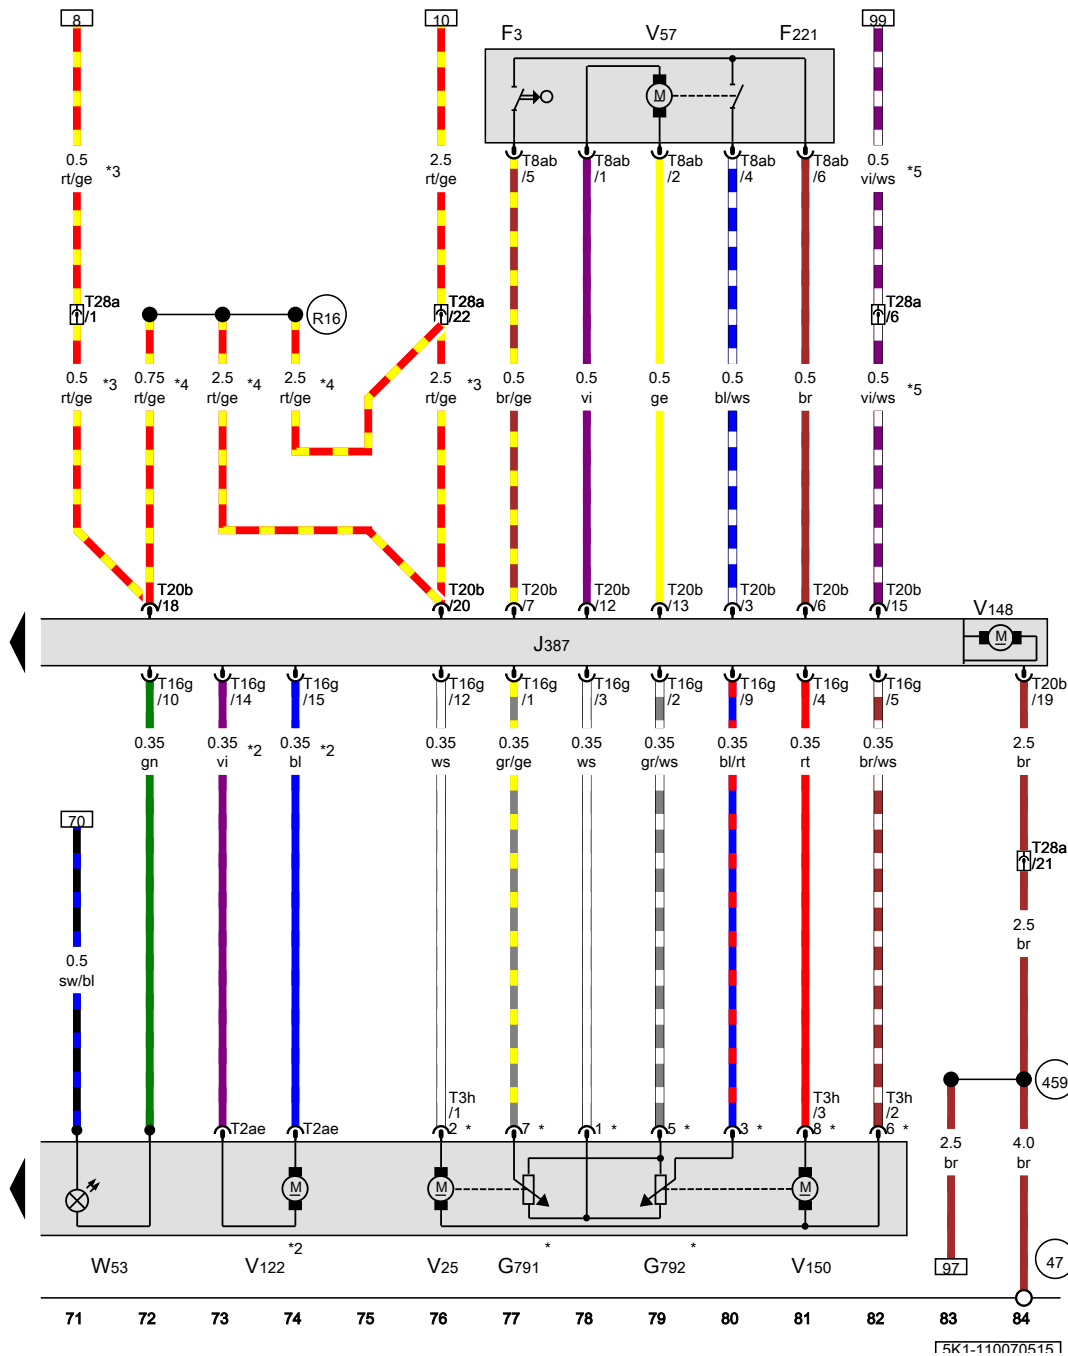 8
10
99
F3
V57
F221
M
T8ab
/5
T8ab
/1
T8ab
/2
T8ab
/4
T8ab
/6
0.5
rt/ge
*3
2.5
rt/ge
0.5
vi/ws
*5
T28a
/1
R16
T28a
/22
T28a
/6
0.5
rt/ge
*3
0.75
rt/ge
*4
2.5
rt/ge
*4
2.5
rt/ge
*4
2.5
rt/ge
*3
0.5
br/ge
0.5
vi
0.5
ge
0.5
bl/ws
0.5
br
0.5
vi/ws
*5
T20b
/18
T20b
/20
T20b
/7
T20b
/12
T20b
/13
T20b
/3
T20b
/6
T20b
/15
V148
M
J387
T16g
/10
T16g
/14
T16g
/15
T16g
/12
T16g
/1
T16g
/3
T16g
/2
T16g
/9
T16g
/4
T16g
/5
T20b
/19
0.35
gn
0.35
vi
*2
0.35
bl
*2
0.35
ws
0.35
gr/ge
0.35
ws
0.35
gr/ws
0.35
bl/rt
0.35
rt
0.35
br/ws
2.5
br
70
T28a
/21
0.5
sw/bl
2.5
br
459
T3h
/1
T3h
/3
T3h
/2
T2ae
T2ae
2 *
7 *
1 *
5 *
3 *
8 *
6 *
2.5
br
4.0
br
M
M
M
W53
V122
*2
V25
G791
*
G792
*
V150
97
47
71 72 73 74 75 76 77 78 79 80 81 82 83 84
5K1-110070515